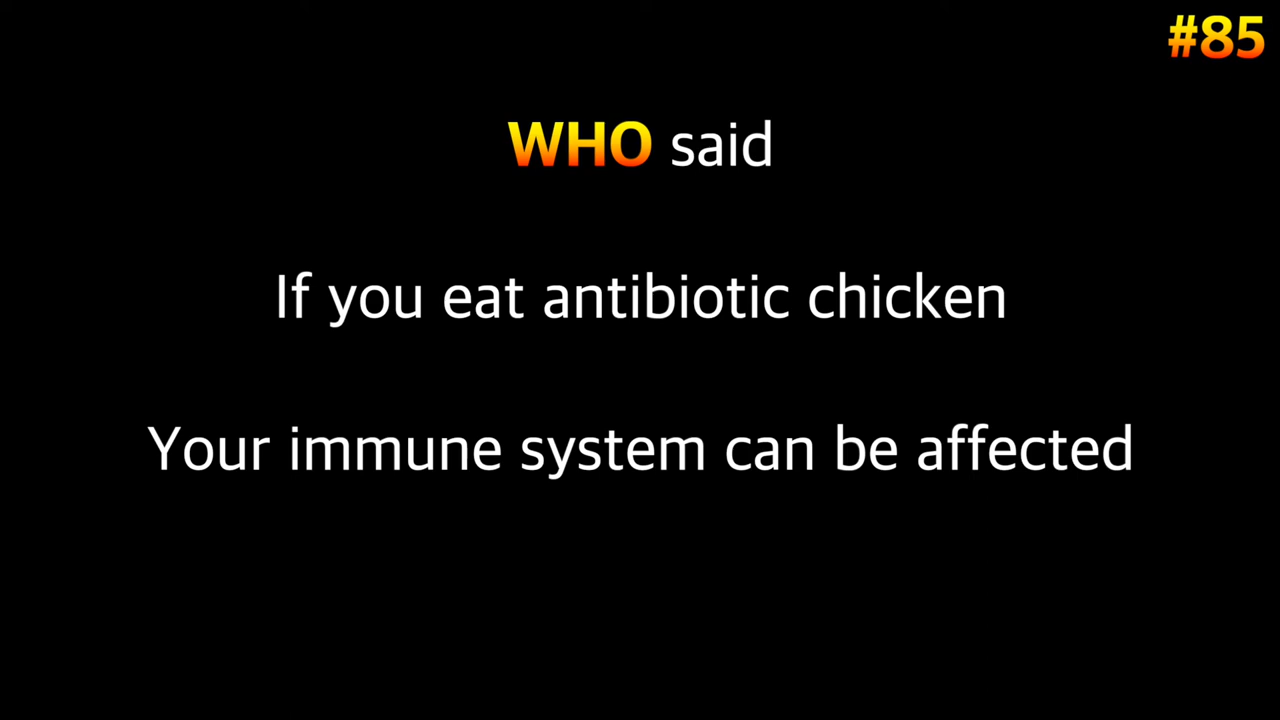 #85
WHO said
If you eat antibiotic chicken
Your immune system can be affected